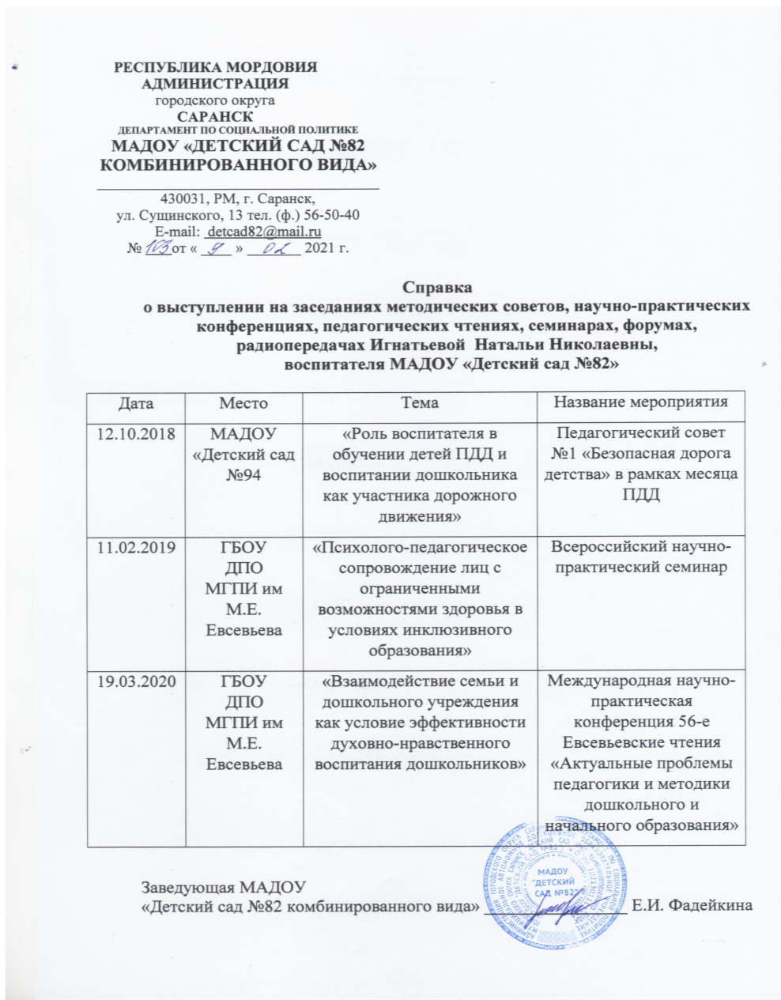 РЕСПУБЛИКА МОРДОВИЯ
АДМИНИСТРАЦИЯ
городского округа
САРАНСК
ДЕПАРТАМЕНТ ПО СОЦИАЛЬНОЙ ПОЛИТИКЕ
МАДОУ «ДЕТСКИЙ САД №82
КОМБИНИРОВАННОГО ВИДА»
430031, РМ, г. Саранск,
ул. Сущинского, 13 тел. (ф.) 56-50-40
E-mail: detcad82@mail.ru
№ 103 от « 9 » 02 2021 г.
Справка
о выступлении на заседаниях методических советов, научно-практических
конференциях, педагогических чтениях, семинарах, форумах,
радиопередачах Игнатьевой Натальи Николаевны,
воспитателя МАДОУ «Детский сад №82»
Дата Место Тема Название мероприятия
12.10.2018
МАДОУ
«Детский сад
№94
«Роль воспитателя в
обучении детей ПДД и
воспитании дошкольника
как участника дорожного
движения»
Педагогический совет
№1 «Безопасная дорога
детства» в рамках месяца
ПДД
11.02.2019
ГБОУ
ДПО
МГПИ им
М.Е.
Евсевьева
«Психолого-педагогическое
сопровождение лиц с
ограниченными
возможностями здоровья в
условиях инклюзивного
образования»
Всероссийский научно-
практический семинар
19.03.2020
ГБОУ
ДПО
МГПИ им
М.Е.
Евсевьева
«Взаимодействие семьи и
дошкольного учреждения
как условие эффективности
духовно-нравственного
воспитания дошкольников»
Международная научно-
практическая
конференция 56-е
Евсевьевские чтения
«Актуальные проблемы
педагогики и методики
дошкольного и
начального образования»
Заведующая МАДОУ
«Детский сад №82 комбинированного вида» Е.И. Фадейкина
МАДОУ
"ДЕТСКИЙ
САД №82"